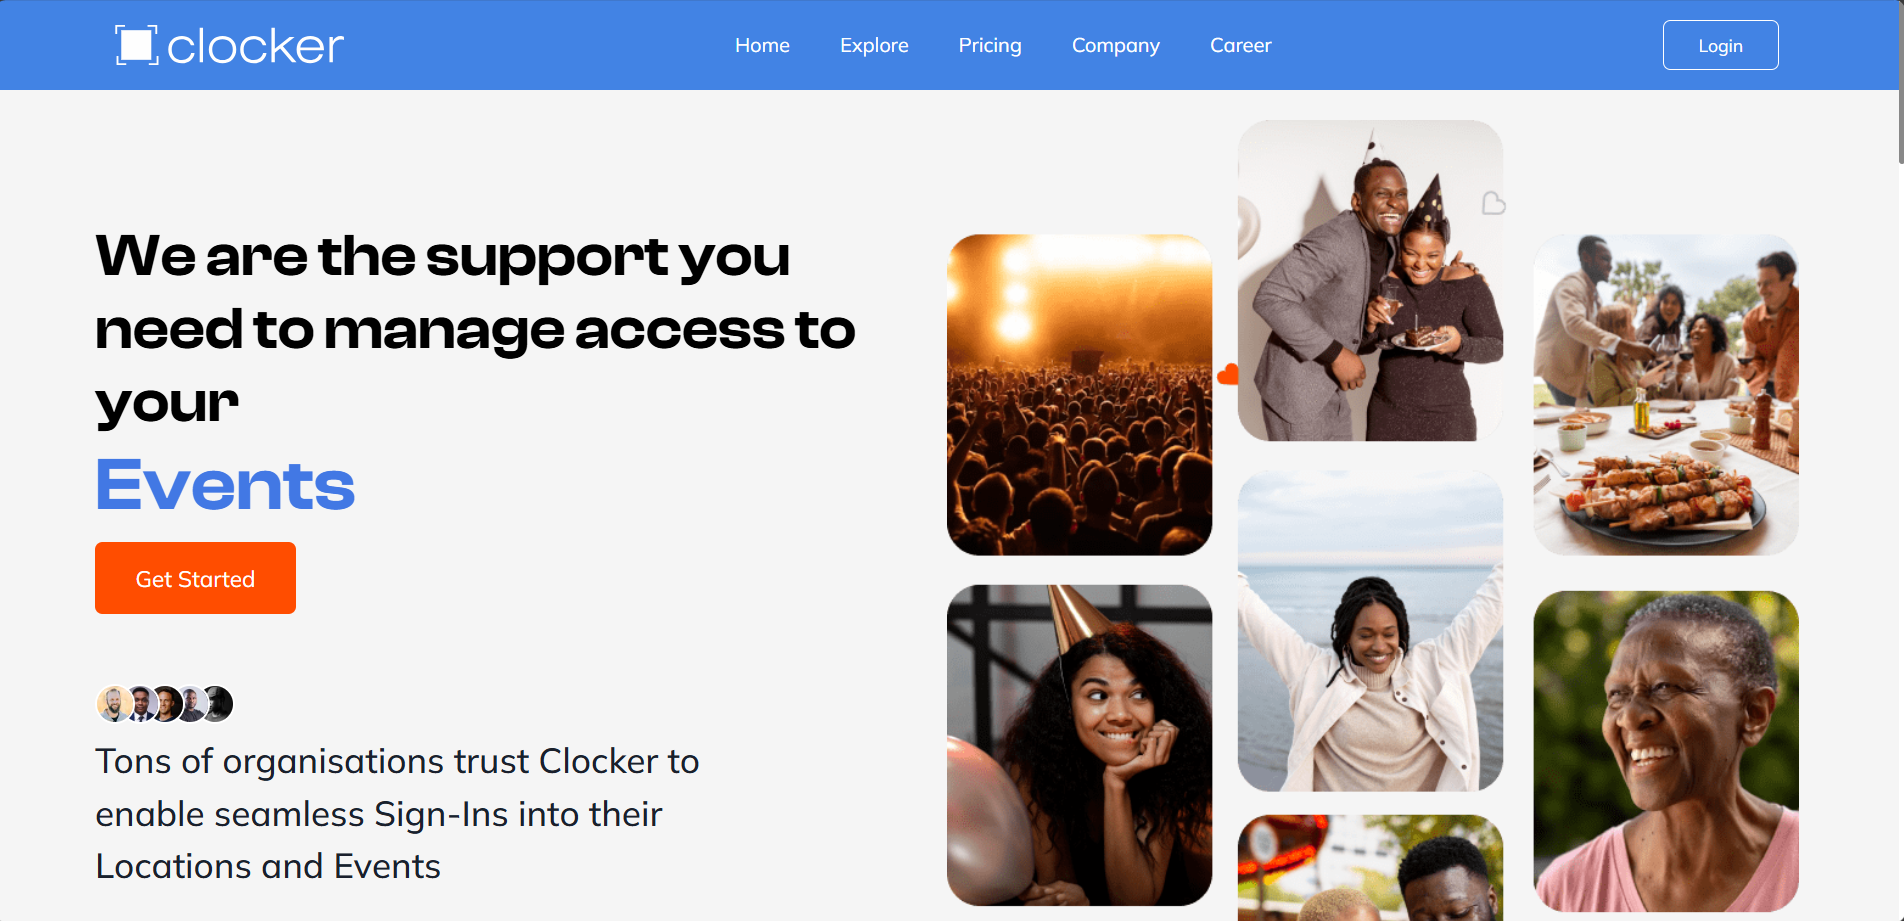 clocker
Home
Explore
Pricing
Company
Career
Login
We are the support you
need to manage access to
your
Events
Get Started
Tons of organisations trust Clocker to
enable seamless Sign-Ins into their
Locations and Events